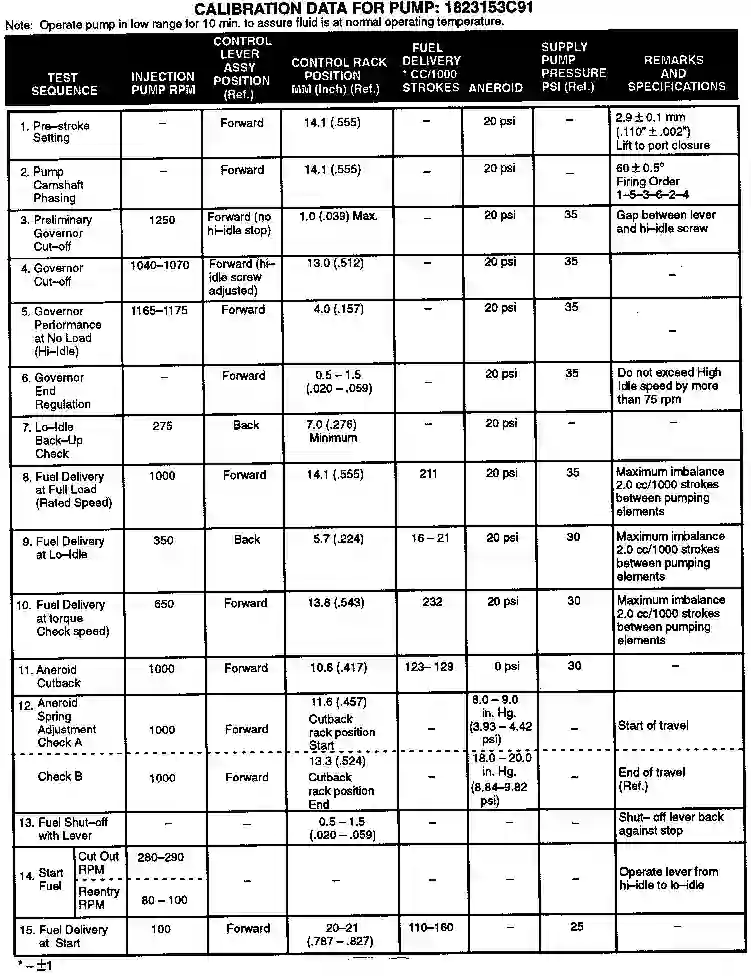 CALIBRATION DATA FOR PUMP: 1823153C91
Note: Operate pump in low range for 10 min. to assure fluid is at normal operating temperature.
TEST SEQUENCE | INJECTION PUMP RPM | CONTROL LEVER ASSY POSITION (Ref.) | CONTROL RACK POSITION MM (Inch) (Ref.) | FUEL DELIVERY * CC/1000 STROKES | ANEROID | SUPPLY PUMP PRESSURE PSI (Ref.) | REMARKS AND SPECIFICATIONS
1. Pre–stroke Setting | – | Forward | 14.1 (.555) | – | 20 psi | – | 2.9 ± 0.1 mm (.110" ± .002") Lift to port closure
2. Pump Camshaft Phasing | – | Forward | 14.1 (.555) | – | 20 psi | – | 60 ± 0.5° Firing Order 1–5–3–6–2–4
3. Preliminary Governor Cut–off | 1250 | Forward (no hi–idle stop) | 1.0 (.039) Max. | – | 20 psi | 35 | Gap between lever and hi–idle screw
4. Governor Cut–off | 1040–1070 | Forward (hi–idle screw adjusted) | 13.0 (.512) | – | 20 psi | 35 | –
5. Governor Performance at No Load (Hi–Idle) | 1165–1175 | Forward | 4.0 (.157) | – | 20 psi | 35 | –
6. Governor End Regulation | – | Forward | 0.5 – 1.5 (.020 – .059) | – | 20 psi | 35 | Do not exceed High Idle speed by more than 75 rpm
7. Lo–Idle Back–Up Check | 275 | Back | 7.0 (.276) Minimum | – | 20 psi | – | –
8. Fuel Delivery at Full Load (Rated Speed) | 1000 | Forward | 14.1 (.555) | 211 | 20 psi | 35 | Maximum imbalance 2.0 cc/1000 strokes between pumping elements
9. Fuel Delivery at Lo–Idle | 350 | Back | 5.7 (.224) | 16 – 21 | 20 psi | 30 | Maximum imbalance 2.0 cc/1000 strokes between pumping elements
10. Fuel Delivery at torque Check speed) | 650 | Forward | 13.8 (.543) | 232 | 20 psi | 30 | Maximum imbalance 2.0 cc/1000 strokes between pumping elements
11. Aneroid Cutback | 1000 | Forward | 10.6 (.417) | 123–129 | 0 psi | 30 | –
12. Aneroid Spring Adjustment Check A | 1000 | Forward | 11.6 (.457) Cutback rack position Start | – | 8.0 – 9.0 in. Hg. (3.93 – 4.42 psi) | – | Start of travel
Check B | 1000 | Forward | 13.3 (.524) Cutback rack position End | – | 18.0 – 20.0 in. Hg. (8.84–9.82 psi) | – | End of travel (Ref.)
13. Fuel Shut–off with Lever | – | – | 0.5 – 1.5 (.020 – .059) | – | – | – | Shut– off lever back against stop
14. Start Fuel | Cut Out RPM | 280–290 | – | – | – | – | – | Operate lever from hi–idle to lo–idle
Reentry RPM | 80 – 100
15. Fuel Delivery at Start | 100 | Forward | 20–21 (.787 – .827) | 110–160 | – | 25 | –
* – ±1